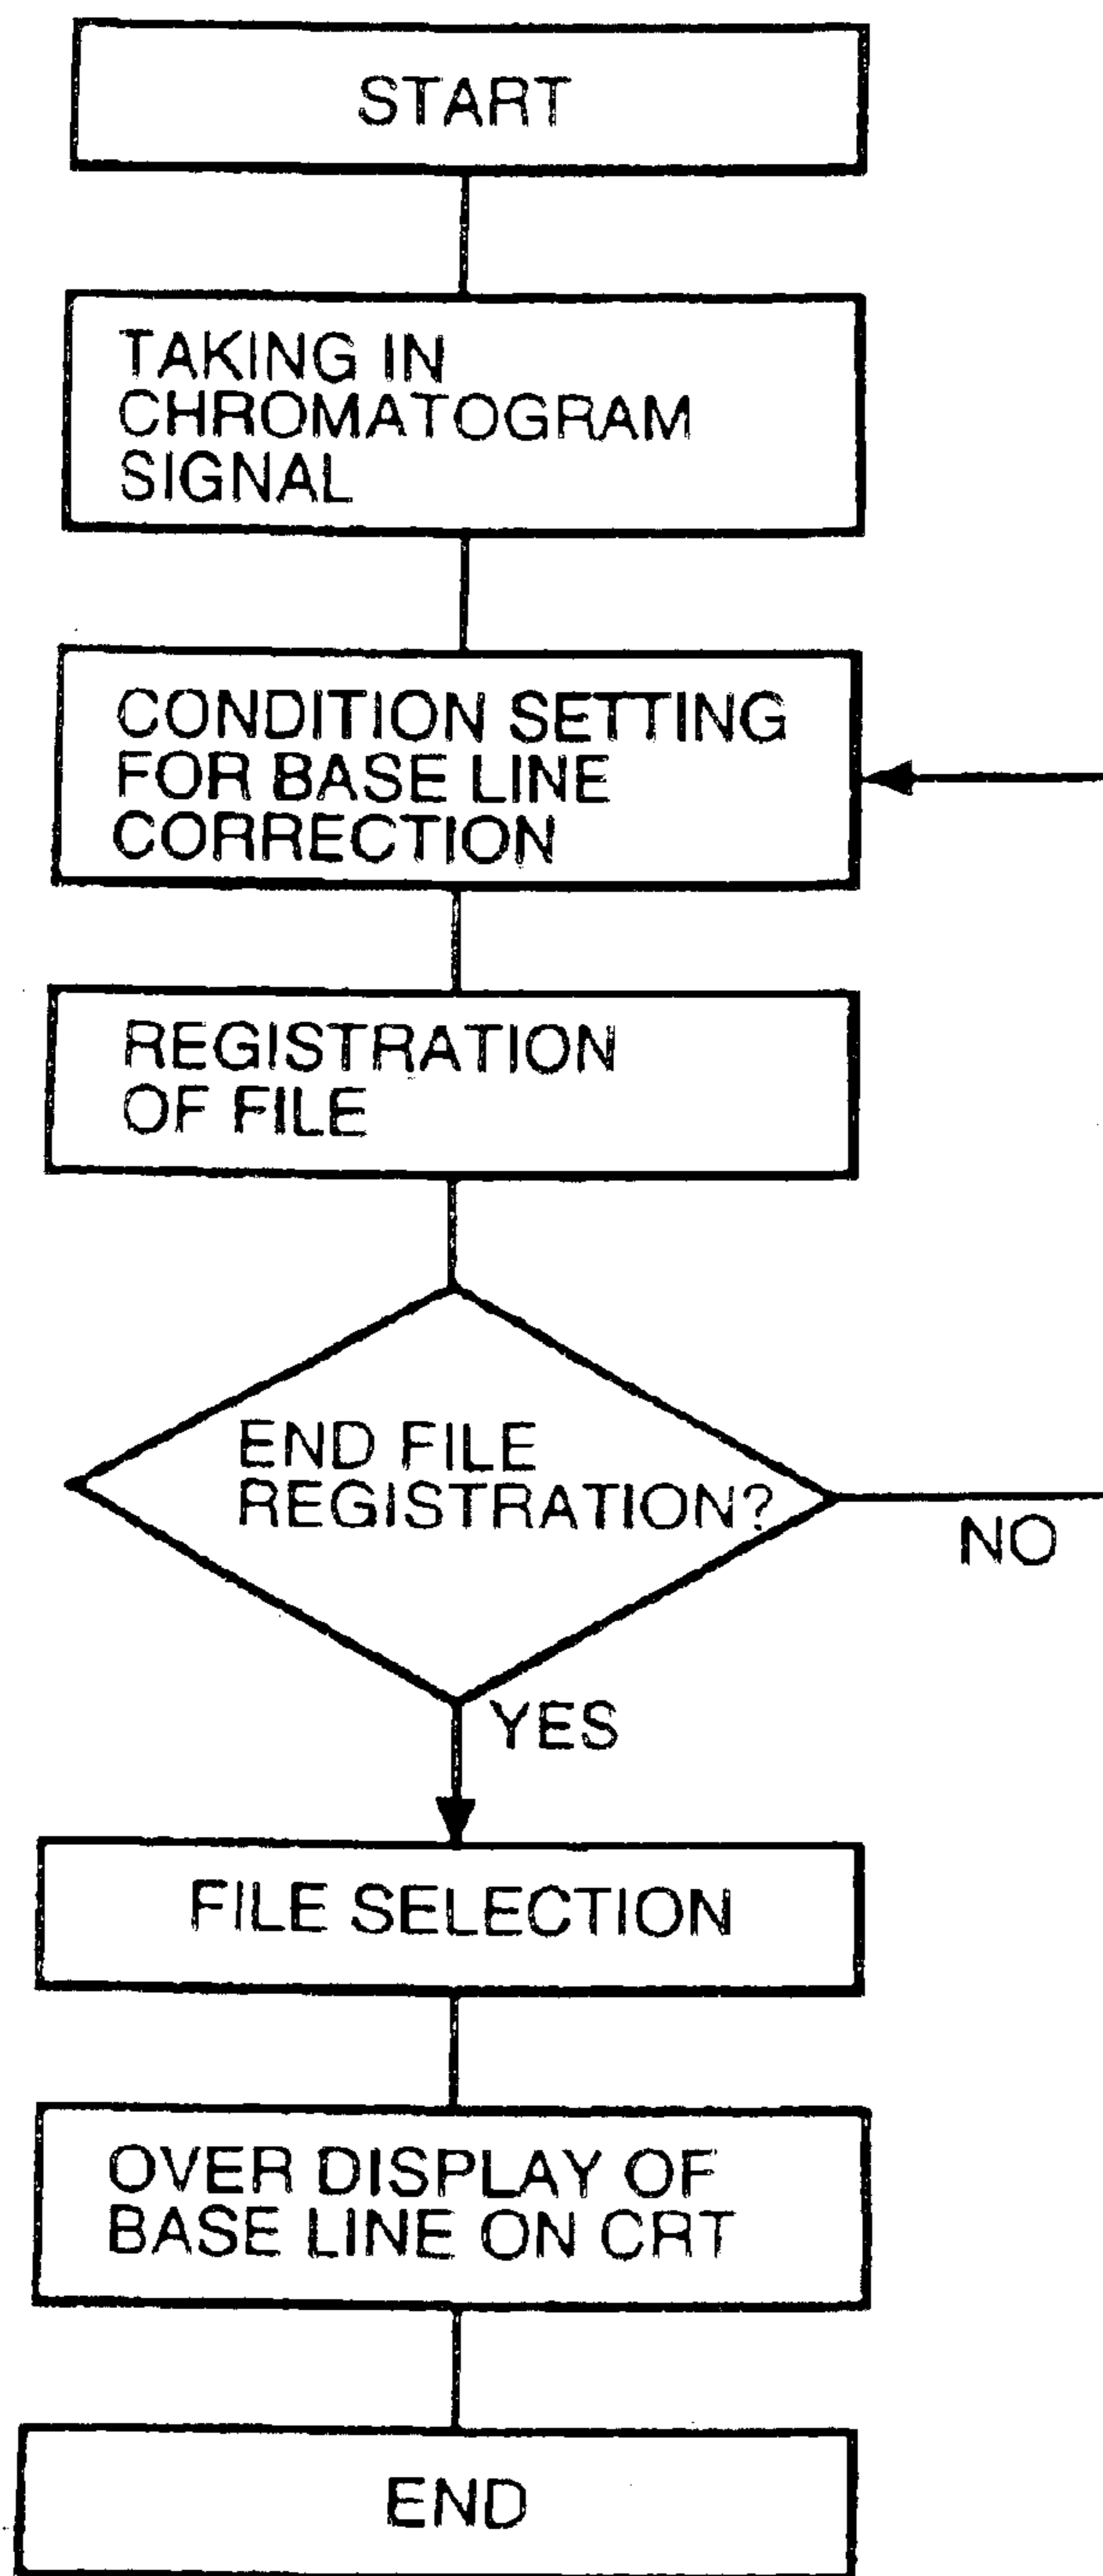 START
TAKING IN
CHROMATOGRAM
SIGNAL
CONDITION SETTING
FOR BASE LINE
CORRECTION
REGISTRATION
OF FILE
END FILE
REGISTRATION?
NO
YES
FILE SELECTION
OVER DISPLAY OF
BASE LINE ON CRT
END